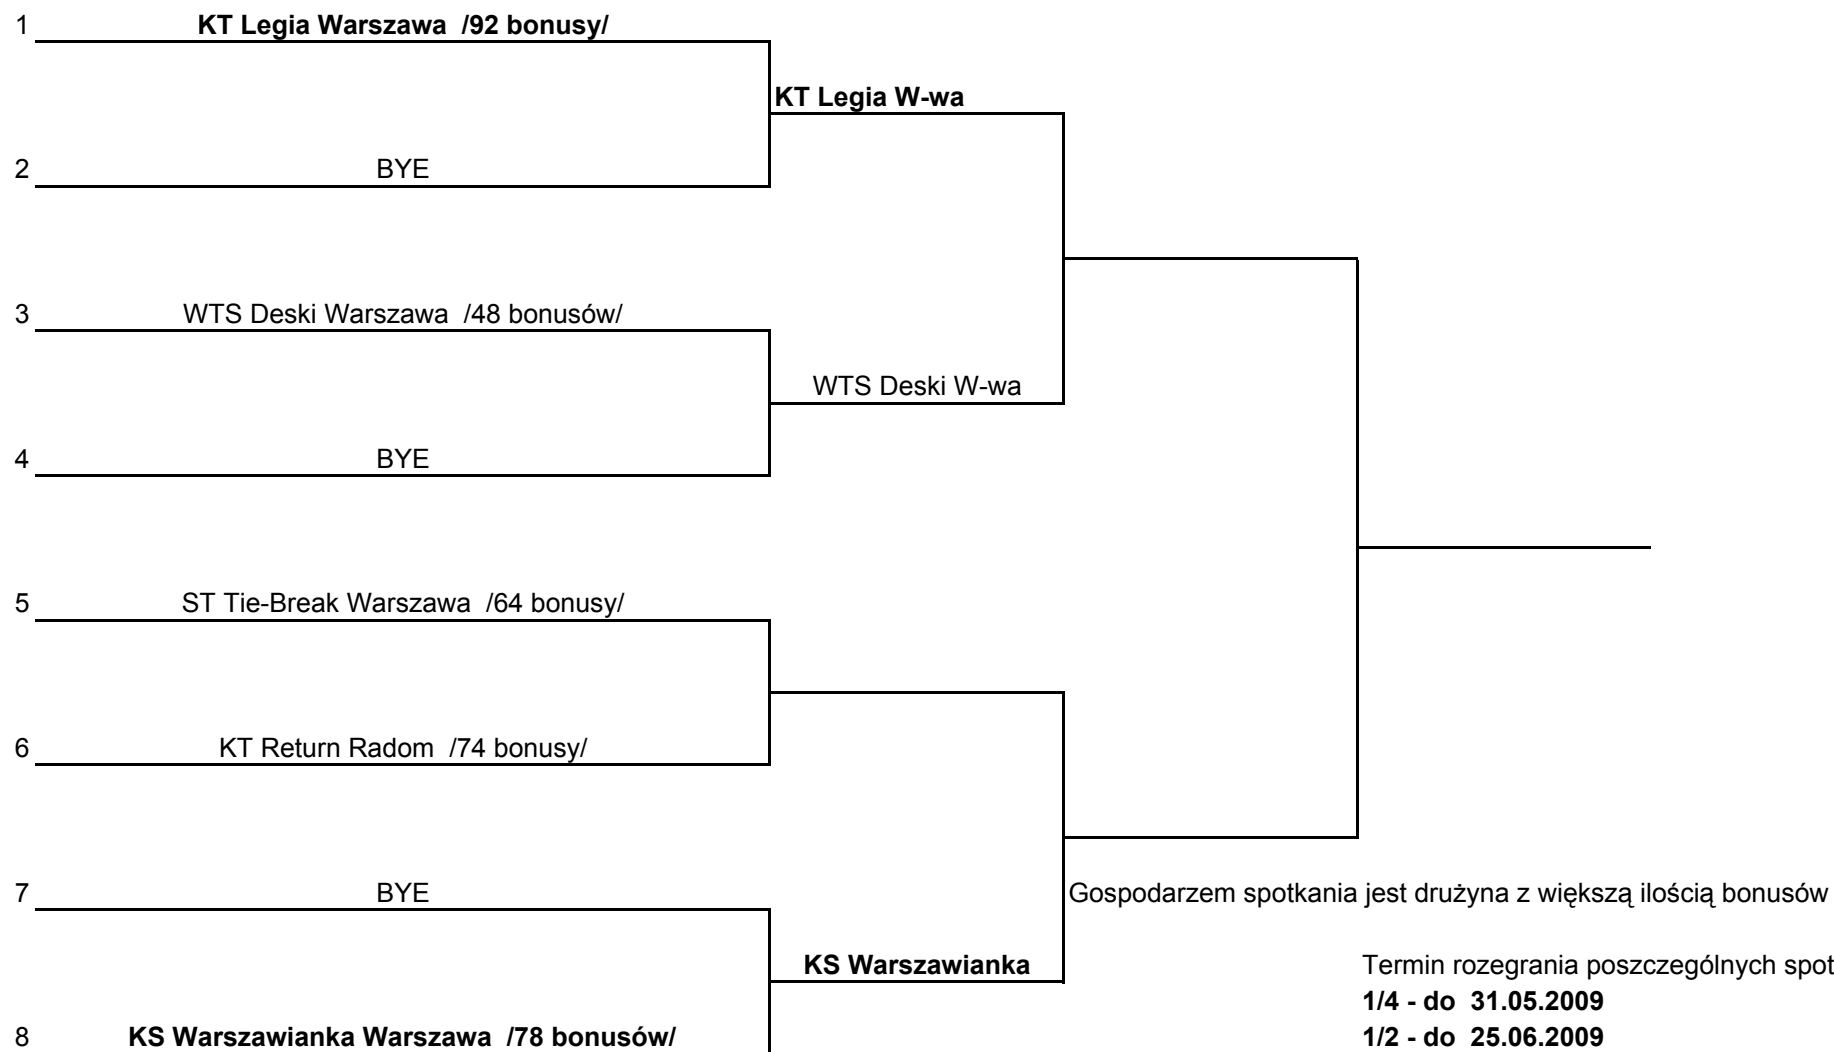 1 KT Legia Warszawa /92 bonusy/
KT Legia W-wa
2 BYE
3 WTS Deski Warszawa /48 bonusów/
WTS Deski W-wa
4 BYE
5 ST Tie-Break Warszawa /64 bonusy/
6 KT Return Radom /74 bonusy/
7 BYE
Gospodarzem spotkania jest drużyna z większą ilością bonusów
KS Warszawianka
Termin rozegrania poszczególnych spot
1/4 - do 31.05.2009
8 KS Warszawianka Warszawa /78 bonusów/
1/2 - do 25.06.2009